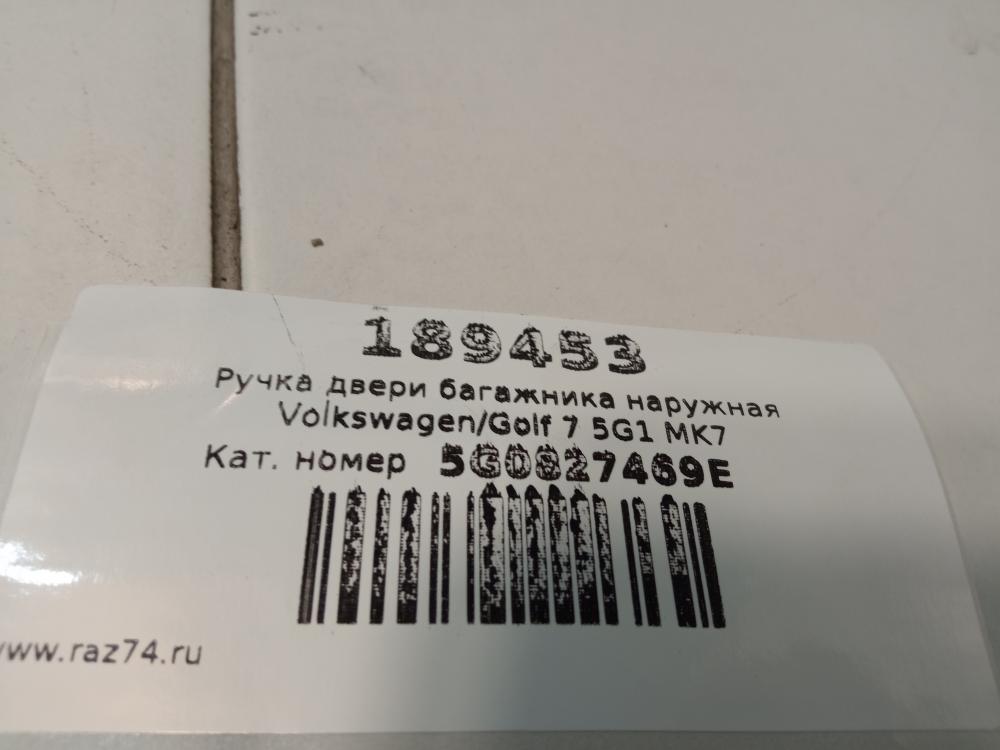 189453
Ручка двери багажника наружная
Volkswagen/Golf 7 5G1 MK7
Кат. номер 5G0827469E
www.raz74.ru